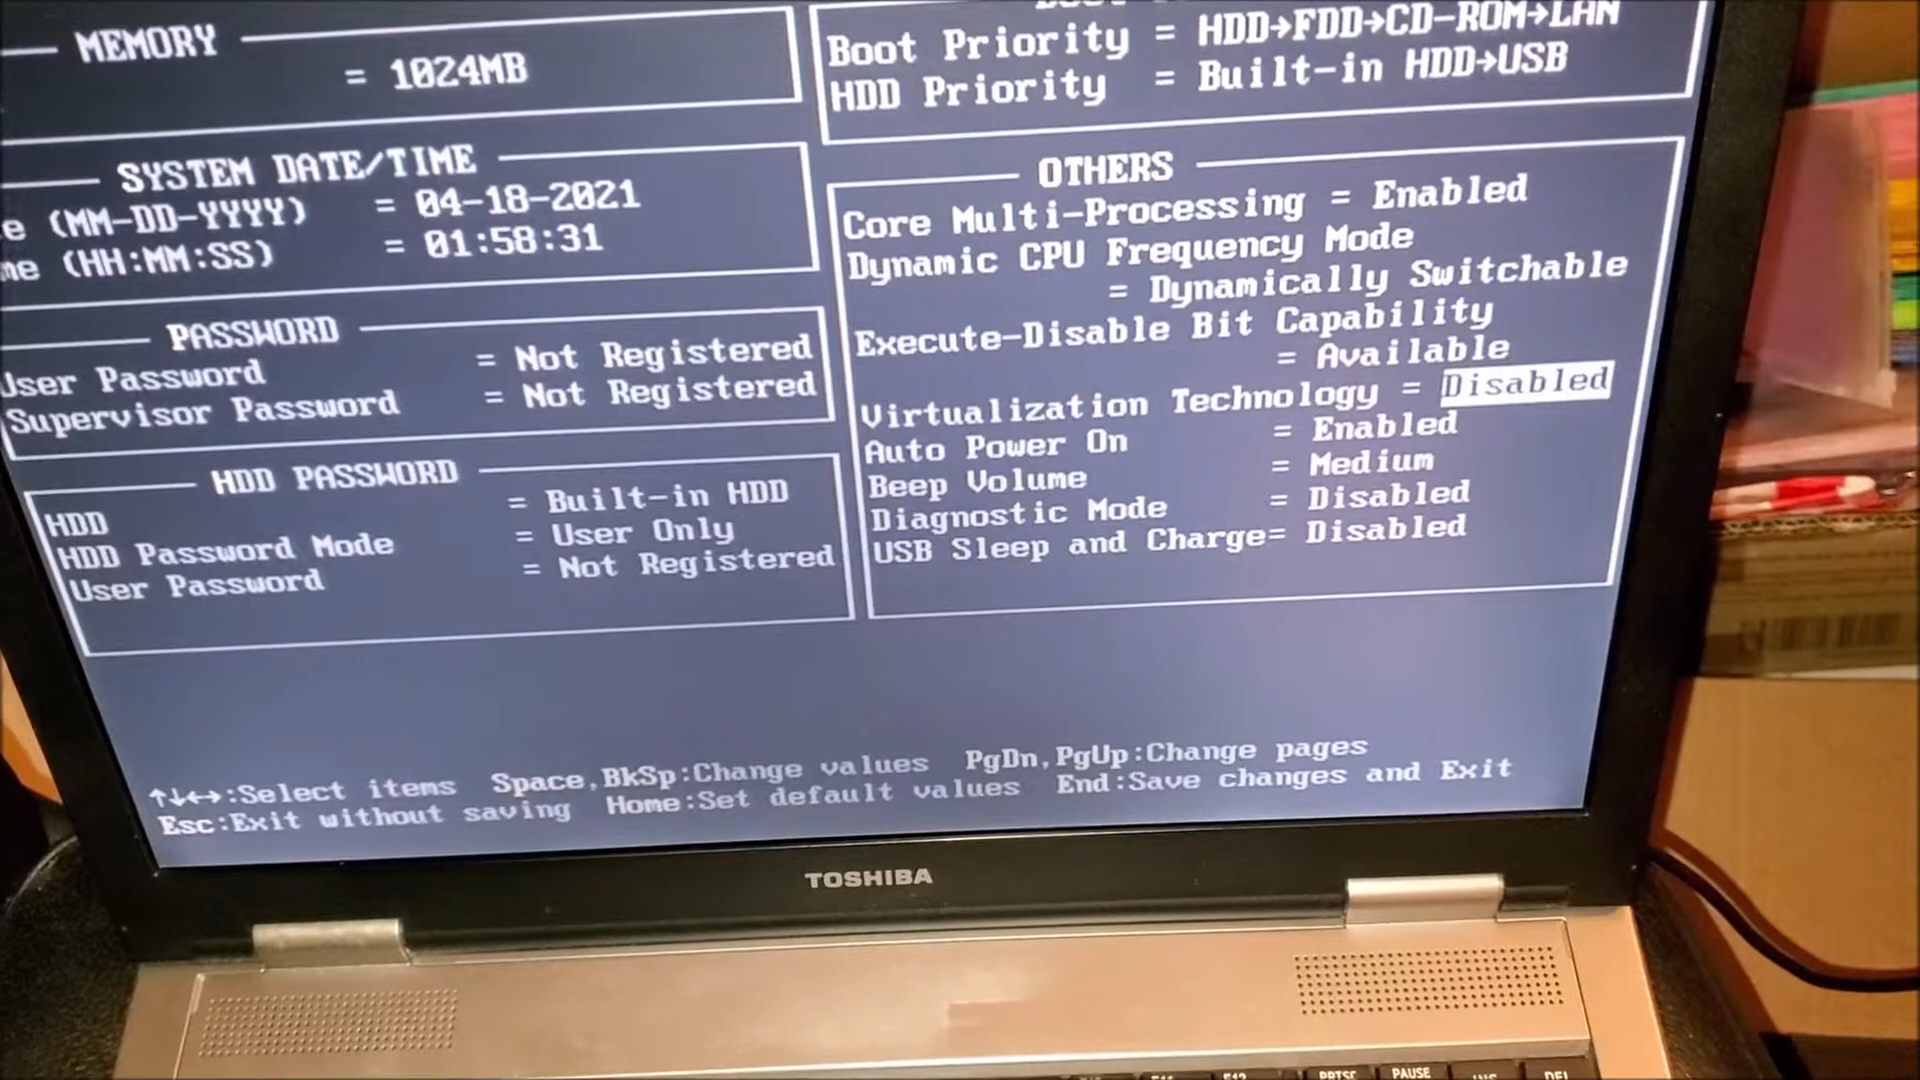 MEMORY
= 1024MB
SYSTEM DATE/TIME
(MM-DD-YYYY) = 04-18-2021
(HH:MM:SS) = 01:58:31
PASSWORD
User Password = Not Registered
Supervisor Password = Not Registered
HDD PASSWORD
HDD = Built-in HDD
HDD Password Mode = User Only
User Password = Not Registered
Boot Priority = HDD→FDD→CD-ROM→LAN
HDD Priority = Built-in HDD→USB
OTHERS
Core Multi-Processing = Enabled
Dynamic CPU Frequency Mode
= Dynamically Switchable
Execute-Disable Bit Capability
= Available
Virtualization Technology = Disabled
Auto Power On = Enabled
Beep Volume = Medium
Diagnostic Mode = Disabled
USB Sleep and Charge= Disabled
↑↓←→:Select items Space,BkSp:Change values PgDn,PgUp:Change pages
Esc:Exit without saving Home:Set default values End:Save changes and Exit
TOSHIBA
PRTSC PAUSE